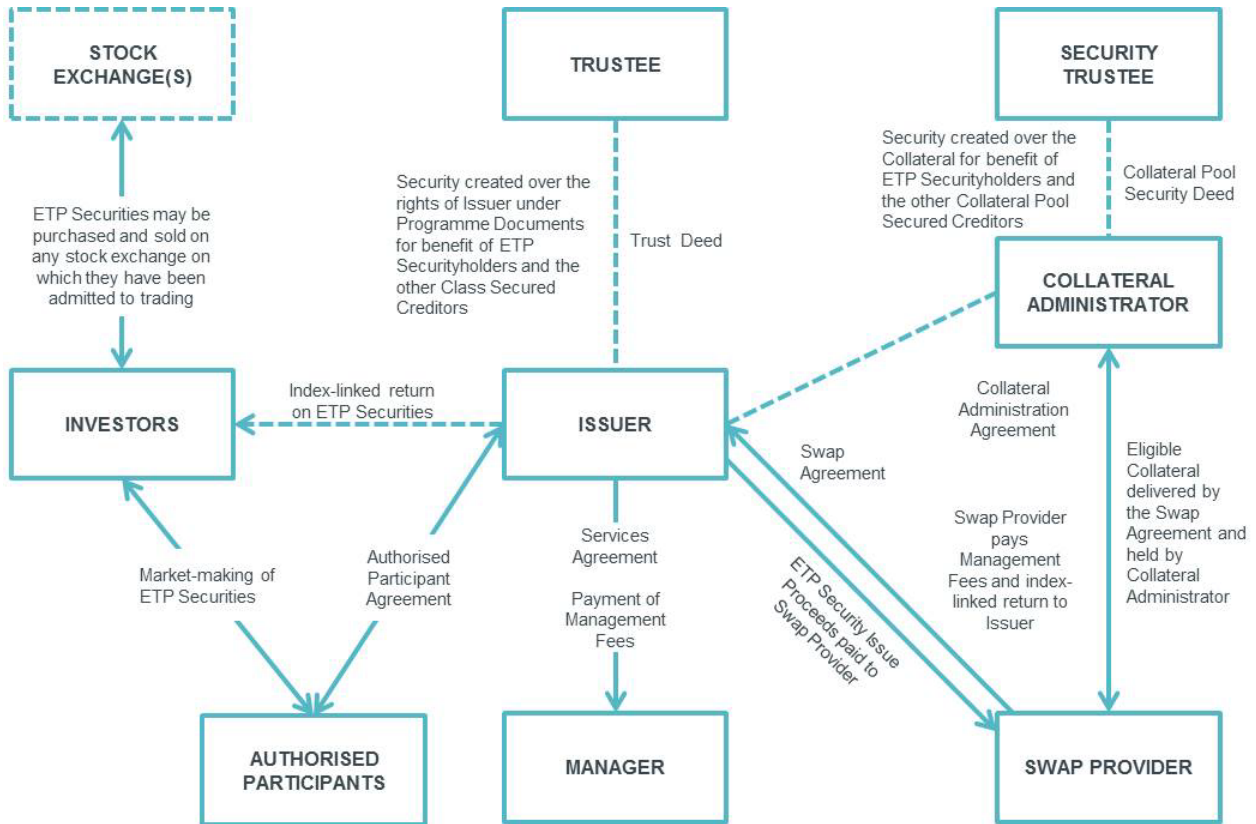 STOCK
EXCHANGE(S)
TRUSTEE
SECURITY
TRUSTEE
ETP Securities may be
purchased and sold on
any stock exchange on
which they have been
admitted to trading
Security created over the
rights of Issuer under
Programme Documents
for benefit of ETP
Securityholders and the
other Class Secured
Creditors
Trust Deed
Security created over the
Collateral for benefit of
ETP Securityholders and
the other Collateral Pool
Secured Creditors
Collateral Pool
Security Deed
COLLATERAL
ADMINISTRATOR
INVESTORS
Index-linked return
on ETP Securities
ISSUER
Collateral
Administration
Agreement
Swap
Agreement
Eligible
Collateral
delivered by
the Swap
Agreement and
held by
Collateral
Administrator
Market-making of
ETP Securities
Authorised
Participant
Agreement
Services
Agreement
Payment of
Management
Fees
ETP Security Issue
Proceeds paid to
Swap Provider
Swap Provider
pays
Management
Fees and index-
linked return to
Issuer
AUTHORISED
PARTICIPANTS
MANAGER
SWAP PROVIDER